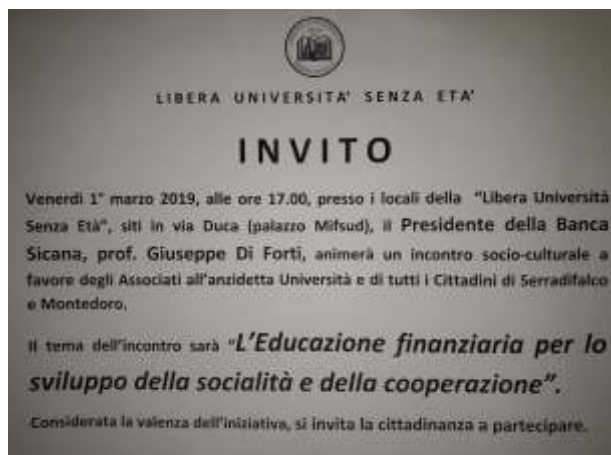 LIBERA UNIVERSITA' SENZA ETA'
INVITO
Venerdì 1° marzo 2019, alle ore 17.00, presso i locali della "Libera Università
Senza Età", siti in via Duca (palazzo Mifsud), il Presidente della Banca
Sicana, prof. Giuseppe Di Forti, animerà un incontro socio-culturale a
favore degli Associati all'anzidetta Università e di tutti i Cittadini di Serradifalco
e Montedoro.
Il tema dell'incontro sarà "L'Educazione finanziaria per lo
sviluppo della socialità e della cooperazione".
Considerata la valenza dell'iniziativa, si invita la cittadinanza a partecipare.